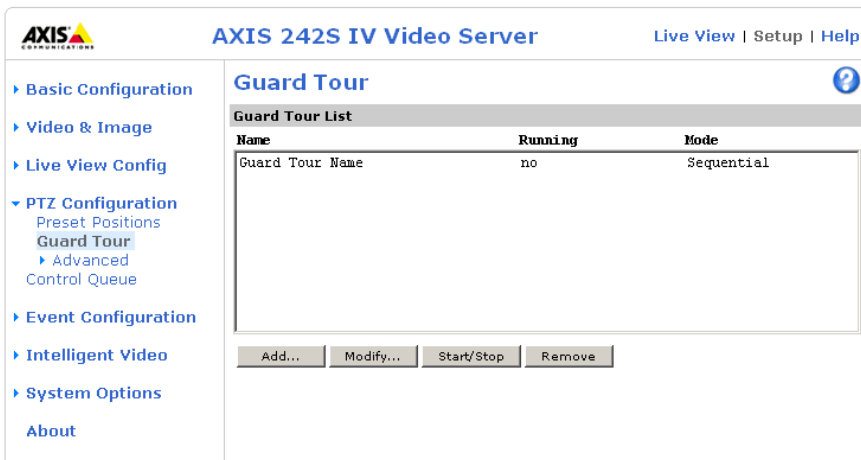 AXIS
COMMUNICATIONS
AXIS 242S IV Video Server
Live View | Setup | Help
Basic Configuration
Video & Image
Live View Config
PTZ Configuration
Preset Positions
Guard Tour
Advanced
Control Queue
Event Configuration
Intelligent Video
System Options
About
Guard Tour
?
Guard Tour List
Name Running Mode
Guard Tour Name no Sequential
Add... Modify... Start/Stop Remove